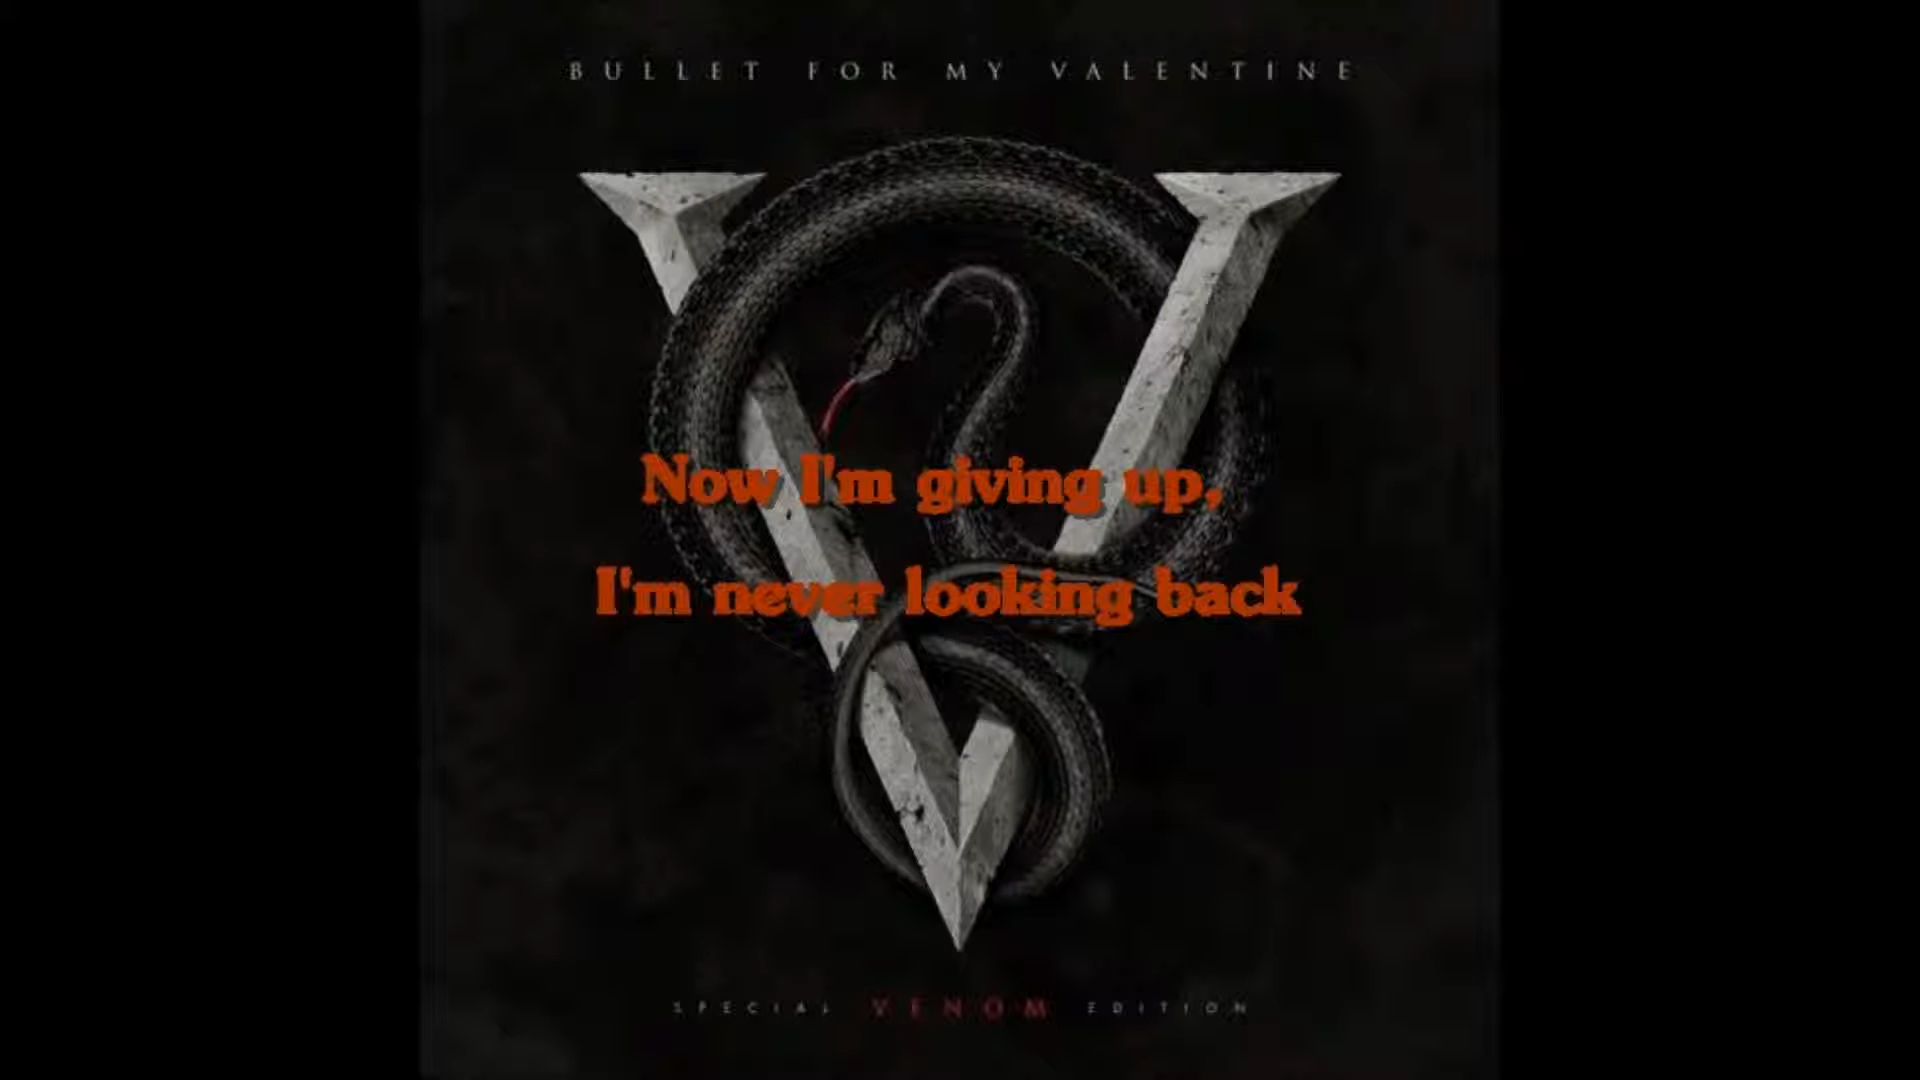 BULLET FOR MY VALENTINE
Now I'm giving up,
I'm never looking back
SPECIAL VENOM EDITION